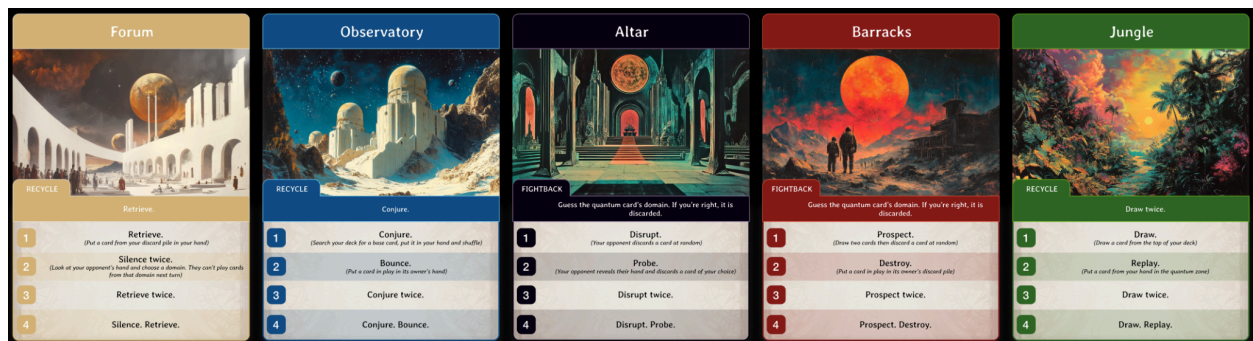 Forum
RECYCLE
Retrieve.
1
Retrieve.
(Put a card from your discard pile in your hand)
2
Silence twice.
(Look at your opponent's hand and choose a domain. They can't play cards
from that domain next turn)
3
Retrieve twice.
4
Silence. Retrieve.
Observatory
RECYCLE
Conjure.
1
Conjure.
(Search your deck for a base card, put it in your hand and shuffle)
2
Bounce.
(Put a card in play in its owner's hand)
3
Conjure twice.
4
Conjure. Bounce.
Altar
FIGHTBACK
Guess the quantum card's domain. If you're right, it is
discarded.
1
Disrupt.
(Your opponent discards a card at random)
2
Probe.
(Your opponent reveals their hand and discards a card of your choice)
3
Disrupt twice.
4
Disrupt. Probe.
Barracks
FIGHTBACK
Guess the quantum card's domain. If you're right, it is
discarded.
1
Prospect.
(Draw two cards then discard a card at random)
2
Destroy.
(Put a card in play in its owner's discard pile)
3
Prospect twice.
4
Prospect. Destroy.
Jungle
RECYCLE
Draw twice.
1
Draw.
(Draw a card from the top of your deck)
2
Replay.
(Put a card from your hand in the quantum zone)
3
Draw twice.
4
Draw. Replay.